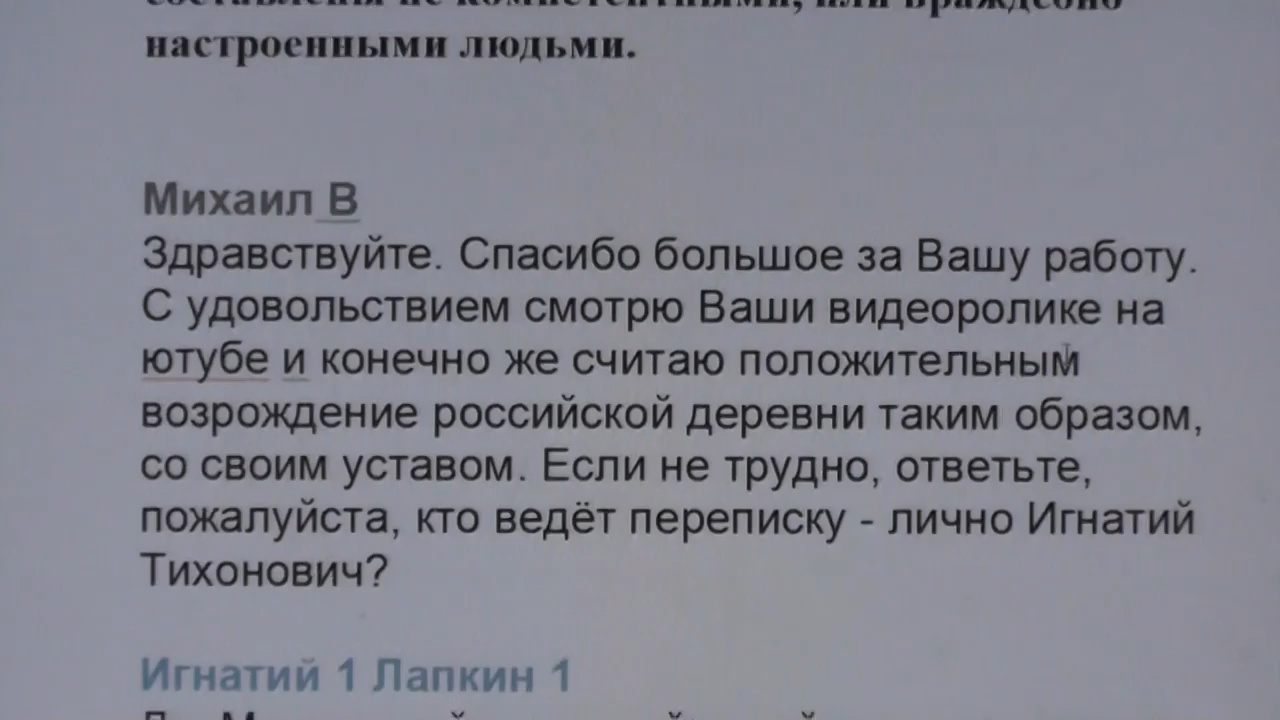 настроенными людьми.
Михаил В
Здравствуйте. Спасибо большое за Вашу работу.
С удовольствием смотрю Ваши видеоролике на
ютубе и конечно же считаю положительным
возрождение российской деревни таким образом,
со своим уставом. Если не трудно, ответьте,
пожалуйста, кто ведёт переписку - лично Игнатий
Тихонович?
Игнатий 1 Лапкин 1